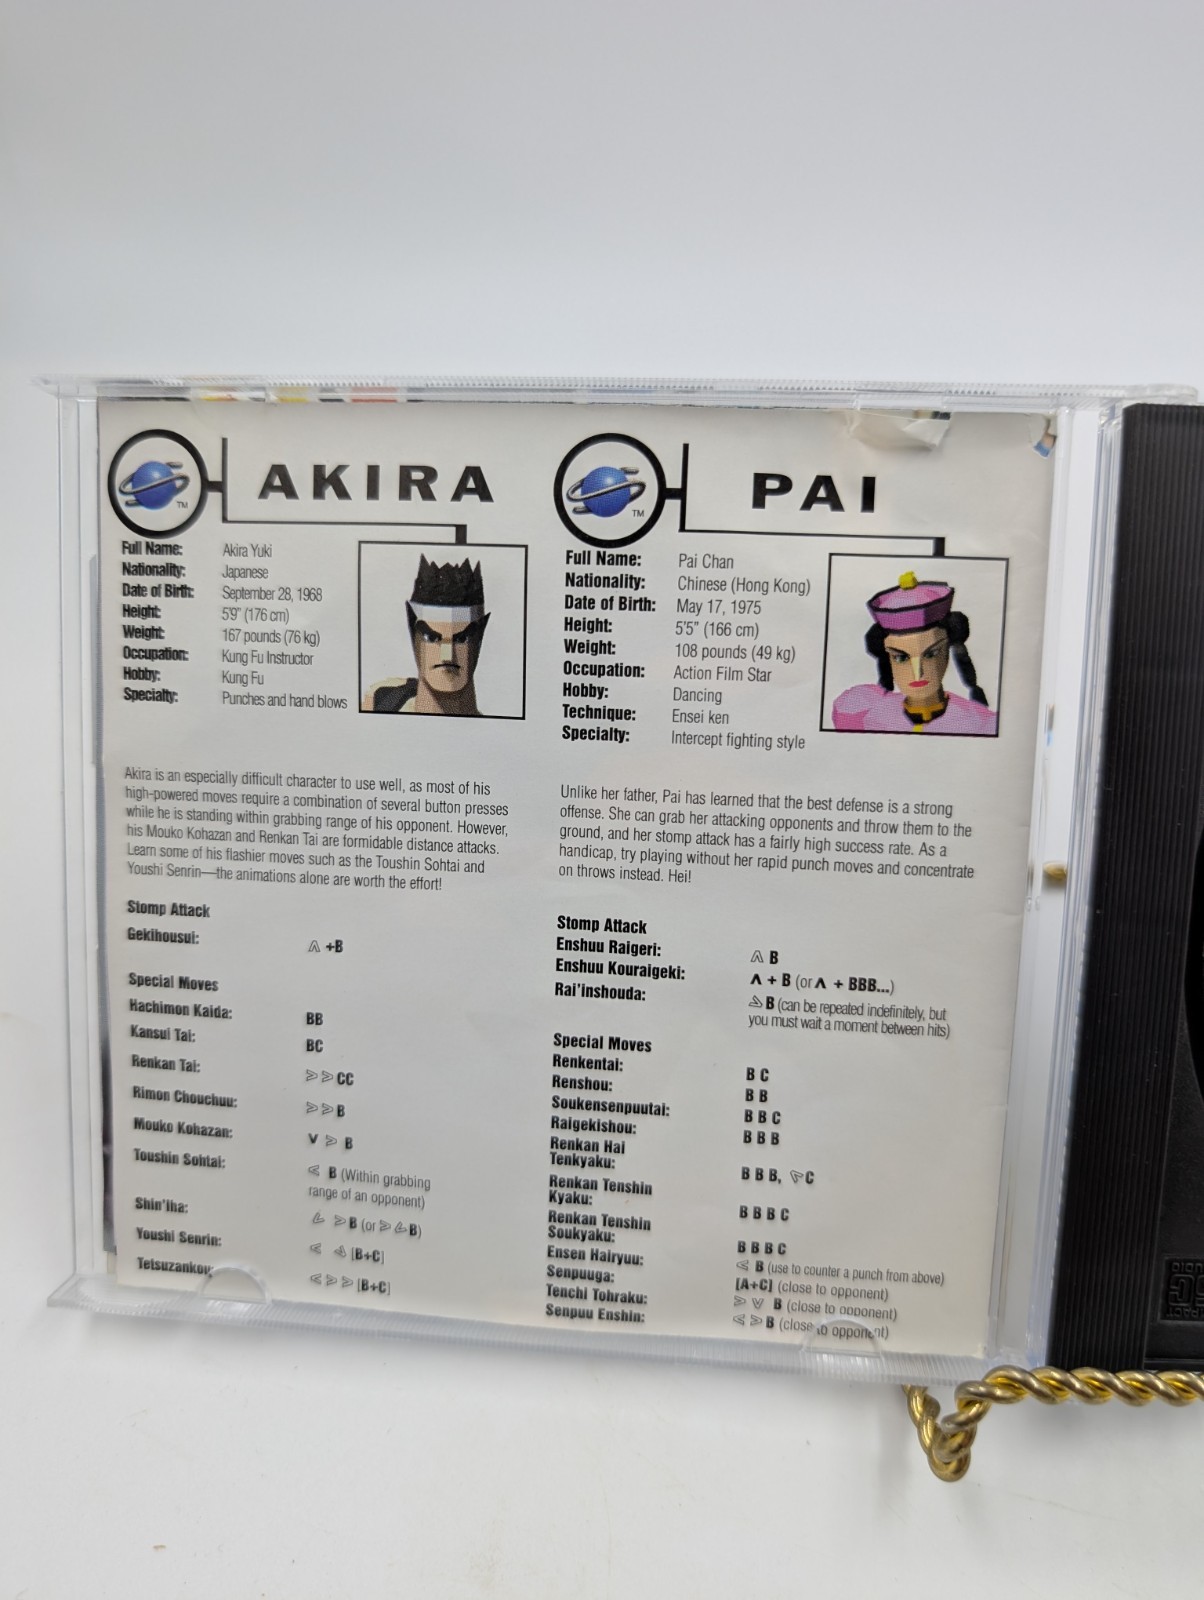 AKIRA
Full Name: Akira Yuki
Nationality: Japanese
Date of Birth: September 28, 1968
Height: 5'9" (176 cm)
Weight: 167 pounds (76 kg)
Occupation: Kung Fu Instructor
Hobby: Kung Fu
Specialty: Punches and hand blows
Akira is an especially difficult character to use well, as most of his
high-powered moves require a combination of several button presses
while he is standing within grabbing range of his opponent. However,
his Mouko Kohazan and Renkan Tai are formidable distance attacks.
Learn some of his flashier moves such as the Toushin Sohtai and
Youshi Senrin—the animations alone are worth the effort!
Stomp Attack
Gekihousui: +B
Special Moves
Hachimon Kaida: BB
Kansui Tai: BC
Renkan Tai: CC
Rimon Chouchuu: B
Mouko Kohazan: B
Toushin Sohtai: B (Within grabbing
range of an opponent)
Shin'iha: B (or B)
Youshi Senrin: [B+C]
Tetsuzankou: [B+C]
TM
PAI
TM
Full Name: Pai Chan
Nationality: Chinese (Hong Kong)
Date of Birth: May 17, 1975
Height: 5'5" (166 cm)
Weight: 108 pounds (49 kg)
Occupation: Action Film Star
Hobby: Dancing
Technique: Ensei ken
Specialty: Intercept fighting style
Unlike her father, Pai has learned that the best defense is a strong
offense. She can grab her attacking opponents and throw them to the
ground, and her stomp attack has a fairly high success rate. As a
handicap, try playing without her rapid punch moves and concentrate
on throws instead. Hei!
Stomp Attack
Enshuu Raigeri: B
Enshuu Kouraigeki: + B (or + BBB...)
Rai'inshouda: B (can be repeated indefinitely, but
you must wait a moment between hits)
Special Moves
Renkentai: B C
Renshou: B B
Soukensenpuutai: B B C
Raigekishou: B B B
Renkan Hai
Tenkyaku: B B B, C
Renkan Tenshin
Kyaku: B B B C
Renkan Tenshin
Soukyaku: B B B C
Ensen Hairyuu: B (use to counter a punch from above)
Senpuuga: [A+C] (close to opponent)
Tenchi Tohraku: B (close to opponent)
Senpuu Enshin: B (close to opponent)